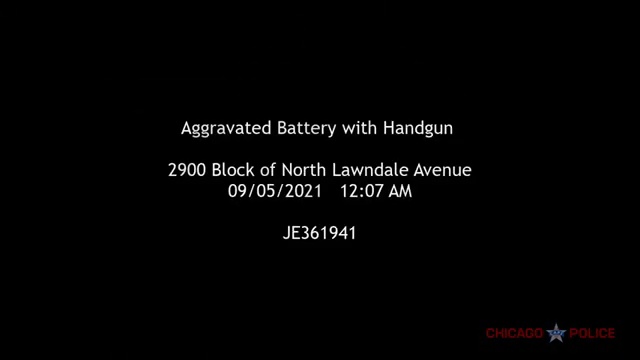 Aggravated Battery with Handgun
2900 Block of North Lawndale Avenue
09/05/2021 12:07 AM
JE361941
CHICAGO POLICE